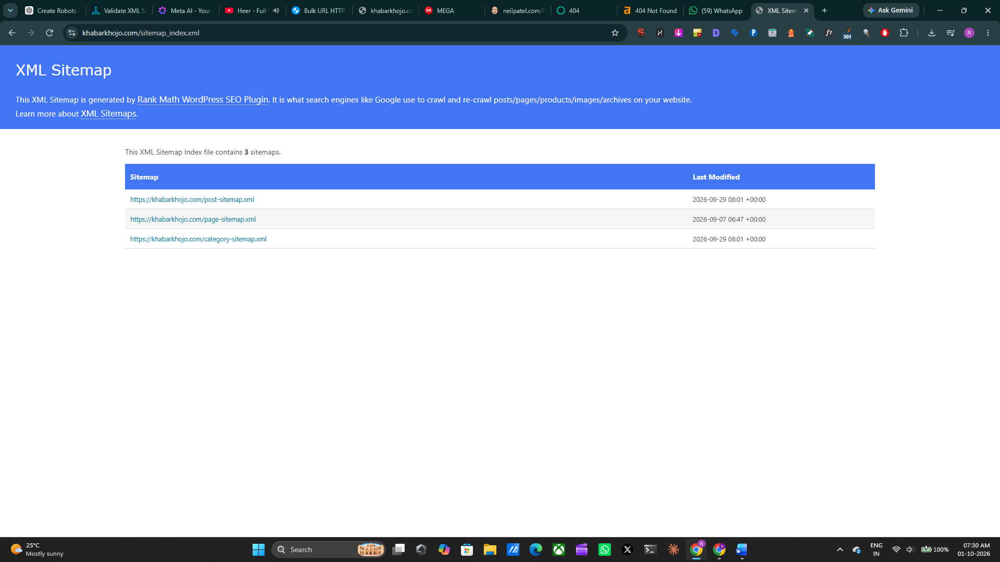 Create Robots
Validate XML S
Meta AI - Your
Heer - Full
Bulk URL HTTP
khabarkhojo.co
MEGA
neilpatel.com/
404
404 Not Found
(59) WhatsApp
XML Sitem
Ask Gemini
khabarkhojo.com/sitemap_index.xml
301
R
XML Sitemap
This XML Sitemap is generated by Rank Math WordPress SEO Plugin. It is what search engines like Google use to crawl and re-crawl posts/pages/products/images/archives on your website.
Learn more about XML Sitemaps.
This XML Sitemap Index file contains 3 sitemaps.
Sitemap Last Modified
https://khabarkhojo.com/post-sitemap.xml 2026-09-29 08:01 +00:00
https://khabarkhojo.com/page-sitemap.xml 2026-09-07 06:47 +00:00
https://khabarkhojo.com/category-sitemap.xml 2026-09-29 08:01 +00:00
25°C
Mostly sunny
Search
ENG
IN
100%
07:30 AM
01-10-2026